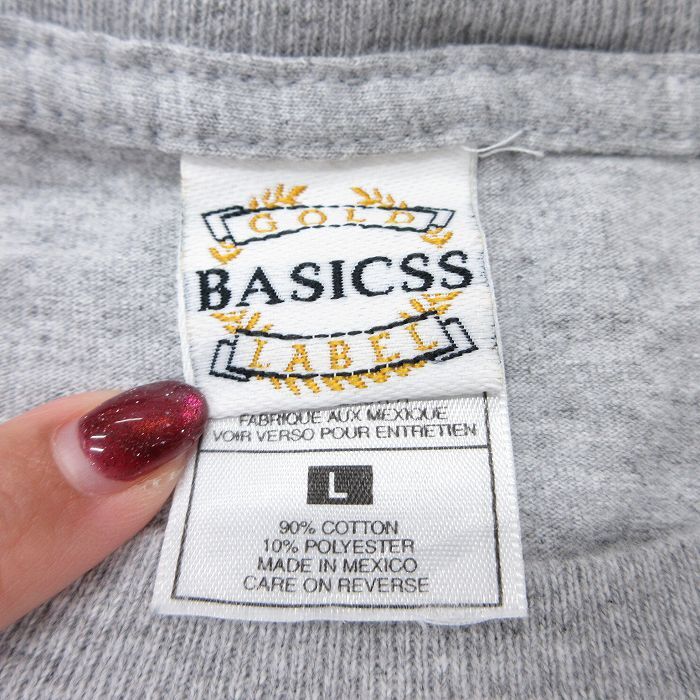 GOLD
BASICSS
LABEL
FABRIQUE AUX MEXIQUE
VOIR VERSO POUR ENTRETIEN
L
90% COTTON
10% POLYESTER
MADE IN MEXICO
CARE ON REVERSE